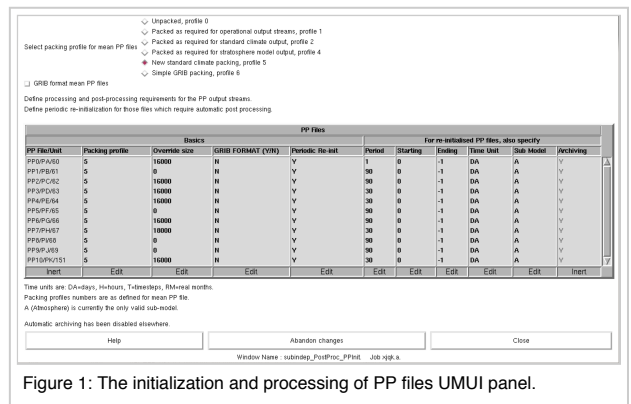 Unpacked, profile 0
Packed as required for operational output streams, profile 1
Packed as required for standard climate output, profile 2
Select packing profile for mean PP files
Packed as required for stratosphere model output, profile 4
New standard climate packing, profile 5
Simple GRIB packing, profile 6
GRIB format mean PP files
Define processing and post-processing requirements for the PP output streams.
Define periodic re-initialization for those files which require automatic post processing.
PP Files
Basics For re-initialised PP files, also specify
PP File/Unit Packing profile Override size GRIB FORMAT (Y/N) Periodic Re-init Period Starting Ending Time Unit Sub Model Archiving
PP0/PA/60 5 16000 N Y 1 0 -1 DA A Y
PP1/PB/61 5 0 N Y 90 0 -1 DA A Y
PP2/PC/62 5 16000 N Y 90 0 -1 DA A Y
PP3/PD/63 5 16000 N Y 30 0 -1 DA A Y
PP4/PE/64 5 16000 N Y 30 0 -1 DA A Y
PP5/PF/65 5 0 N Y 90 0 -1 DA A Y
PP6/PG/66 5 16000 N Y 30 0 -1 DA A Y
PP7/PH/67 5 18000 N Y 30 0 -1 DA A Y
PP8/PI/68 5 0 N Y 90 0 -1 DA A Y
PP9/PJ/69 5 0 N Y 90 0 -1 DA A Y
PP10/PK/151 5 16000 N Y 30 0 -1 DA A Y
Inert Edit Edit Edit Edit Edit Edit Edit Edit Edit Inert
Time units are: DA=days, H=hours, T=timesteps, RM=real months.
Packing profiles numbers are as defined for mean PP file.
A (Atmosphere) is currently the only valid sub-model.
Automatic archiving has been disabled elsewhere.
Help Abandon changes Close
Window Name : subindep_PostProc_PPInit. Job xjqk.a.
Figure 1: The initialization and processing of PP files UMUI panel.